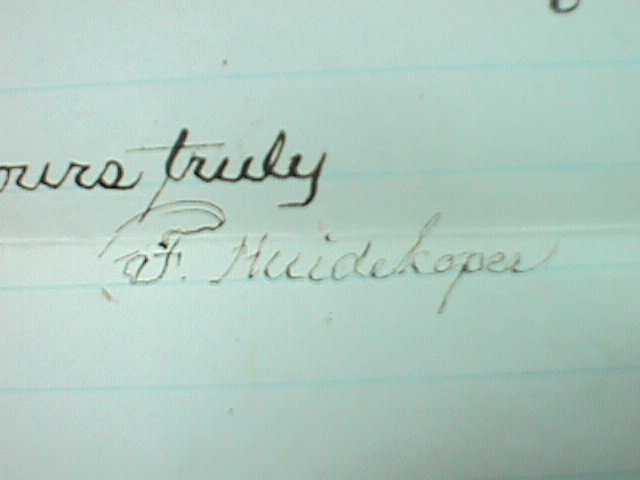 ours truly
F. Huidekoper